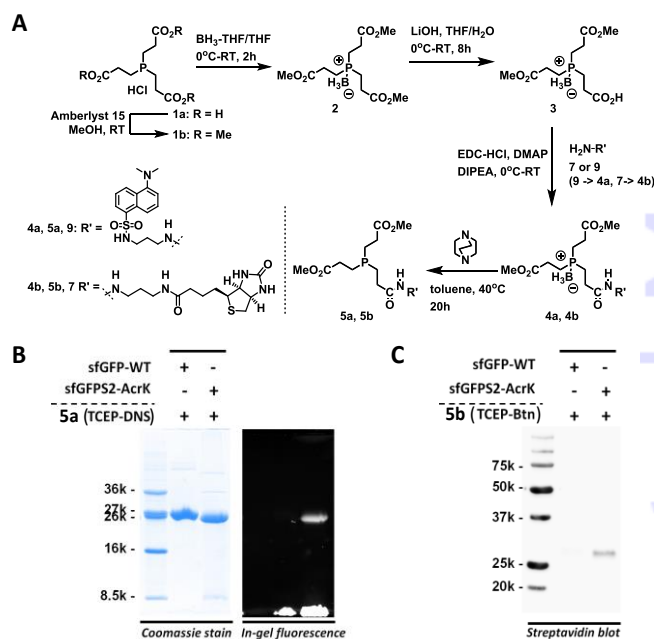 A
CO₂R
RO₂C
P
HCl
CO₂R
Amberlyst 15
MeOH, RT
1a: R = H
1b: R = Me
BH₃-THF/THF
0°C-RT, 2h
CO₂Me
MeO₂C
P
H₃B
CO₂Me
2
LiOH, THF/H₂O
0°C-RT, 8h
CO₂Me
MeO₂C
P
H₃B
CO₂H
3
EDC-HCl, DMAP
DIPEA, 0°C-RT
H₂N-R'
7 or 9
(9 -> 4a, 7-> 4b)
4a, 5a, 9: R' =
N
O=S=O
HN
H
N
4b, 5b, 7 R' =
H
N
H
N
O
HN
O
NH
H
H
S
CO₂Me
MeO₂C
P
H
N
O
R'
5a, 5b
N
N
toluene, 40°C
20h
CO₂Me
MeO₂C
P
H₃B
H
N
O
R'
4a, 4b
B
sfGFP-WT + -
sfGFPS2-AcrK - +
5a (TCEP-DNS) + +
36k -
27k -
26k -
16k -
8.5k -
Coomassie stain
In-gel fluorescence
C
sfGFP-WT + -
sfGFPS2-AcrK - +
5b (TCEP-Btn) + +
75k -
50k -
37k -
25k -
20k -
Streptavidin blot